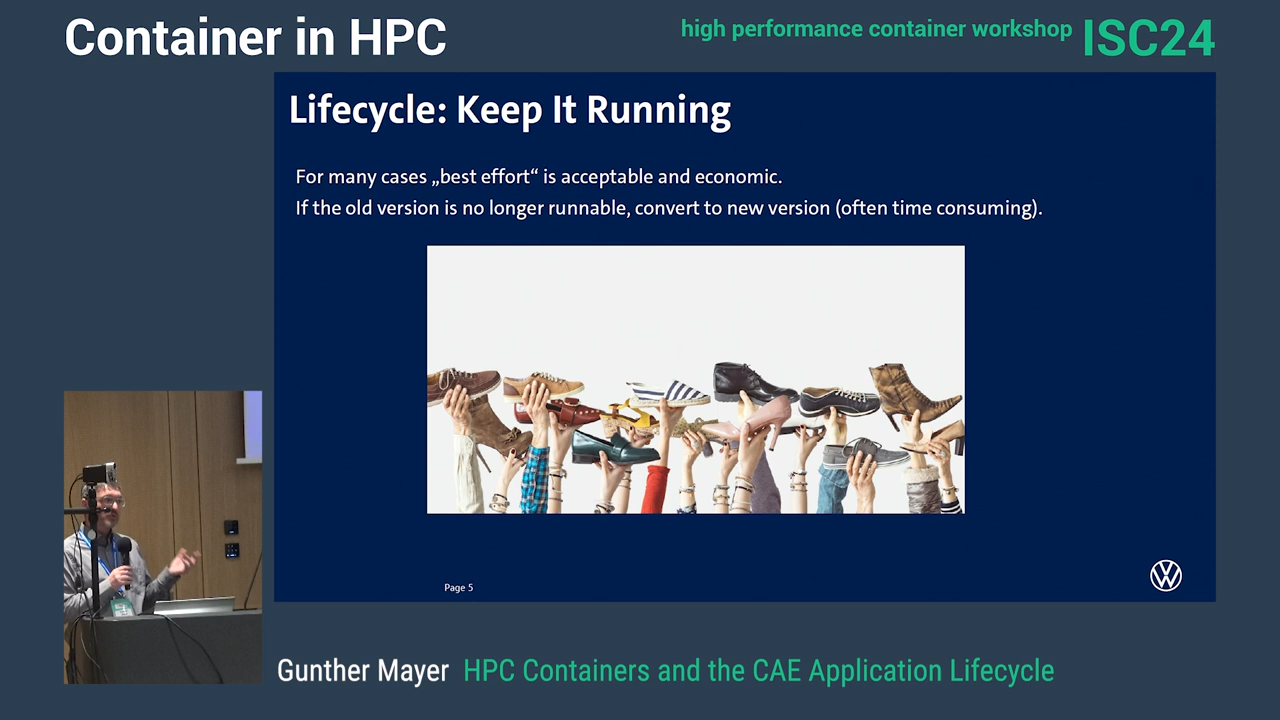 Container in HPC
high performance container workshop ISC24
Lifecycle: Keep It Running
For many cases „best effort“ is acceptable and economic.
If the old version is no longer runnable, convert to new version (often time consuming).
Page 5
Gunther Mayer HPC Containers and the CAE Application Lifecycle